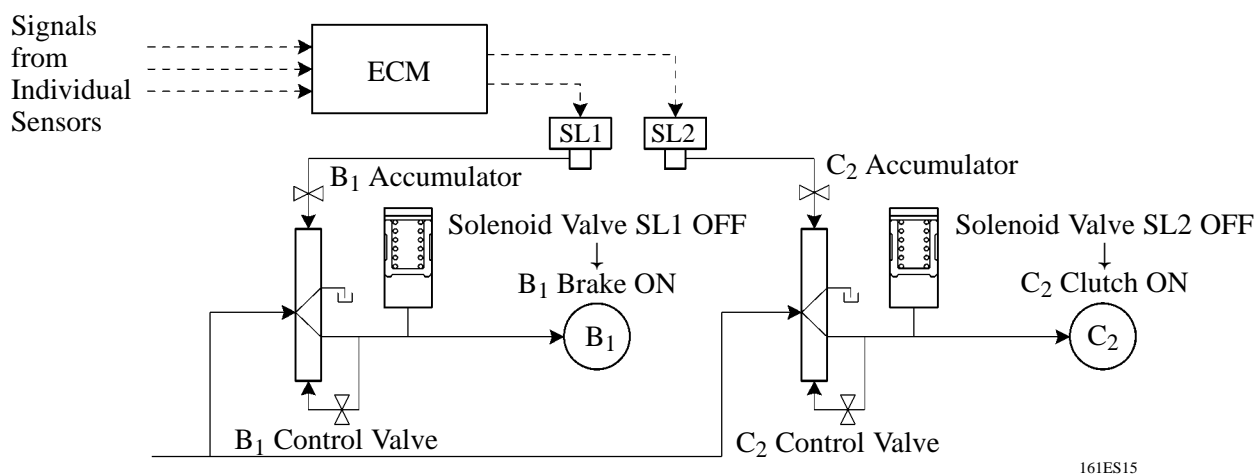 Signals
from
Individual
Sensors
ECM
SL1
SL2
B1 Accumulator
C2 Accumulator
Solenoid Valve SL1 OFF
B1 Brake ON
Solenoid Valve SL2 OFF
C2 Clutch ON
B1
C2
B1 Control Valve
C2 Control Valve
161ES15